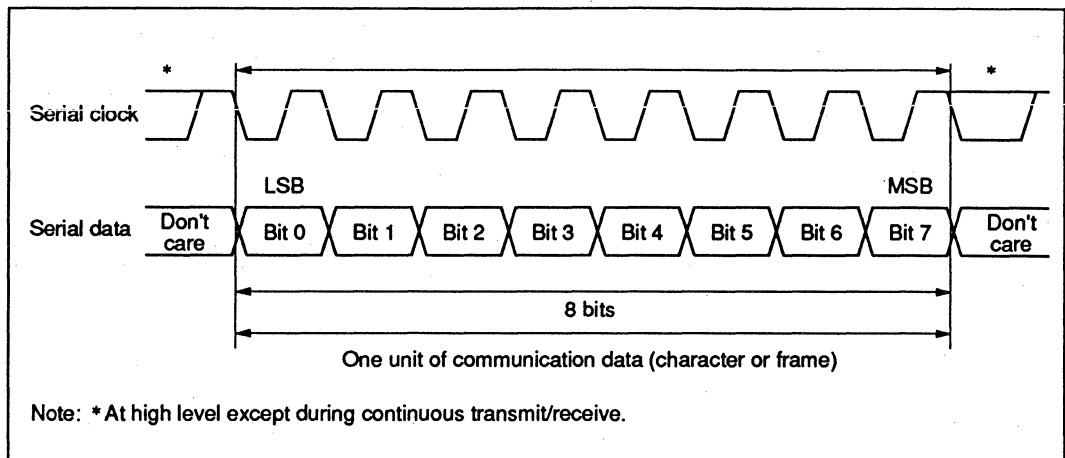 * *
Serial clock
LSB MSB
Serial data Don't care Bit 0 Bit 1 Bit 2 Bit 3 Bit 4 Bit 5 Bit 6 Bit 7 Don't care
8 bits
One unit of communication data (character or frame)
Note: * At high level except during continuous transmit/receive.